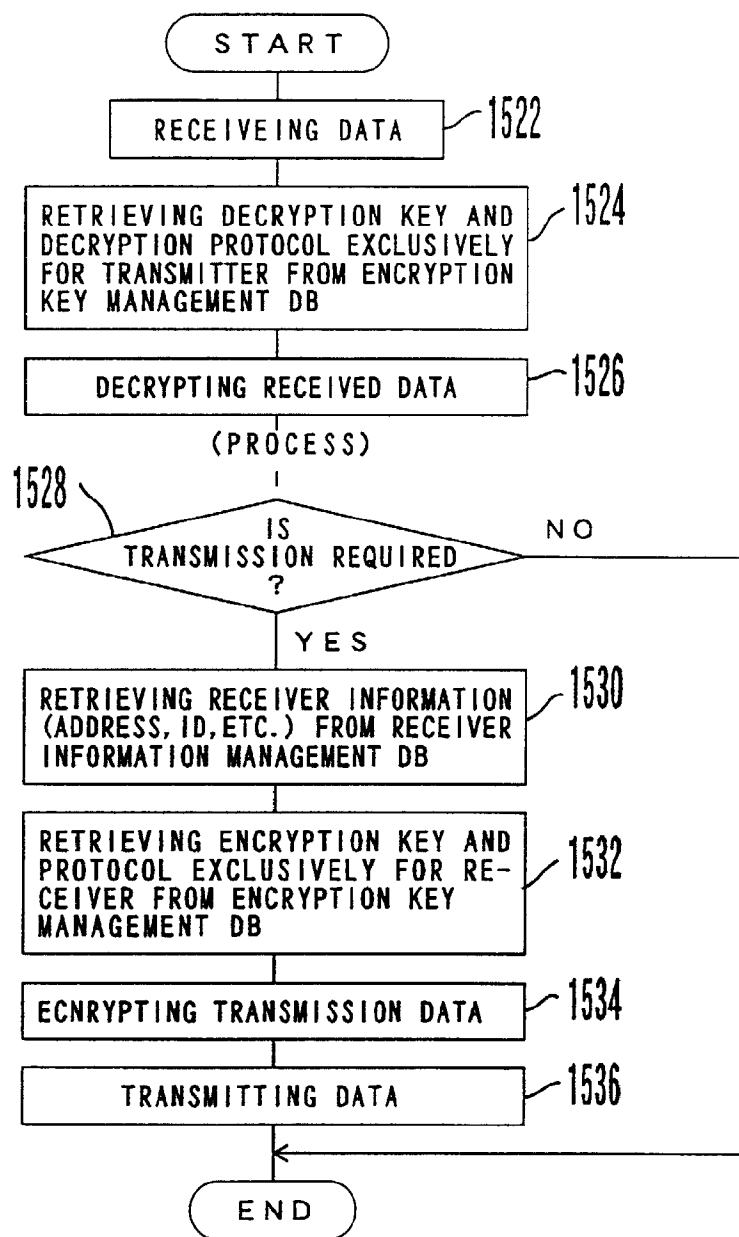 START
RECEIVEING DATA
1522
RETRIEVING DECRYPTION KEY AND
DECRYPTION PROTOCOL EXCLUSIVELY
FOR TRANSMITTER FROM ENCRYPTION
KEY MANAGEMENT DB
1524
DECRYPTING RECEIVED DATA
1526
(PROCESS)
1528
IS
TRANSMISSION REQUIRED
?
NO
YES
RETRIEVING RECEIVER INFORMATION
(ADDRESS, ID, ETC.) FROM RECEIVER
INFORMATION MANAGEMENT DB
1530
RETRIEVING ENCRYPTION KEY AND
PROTOCOL EXCLUSIVELY FOR RE-
CEIVER FROM ENCRYPTION KEY
MANAGEMENT DB
1532
ECNRYPTING TRANSMISSION DATA
1534
TRANSMITTING DATA
1536
END